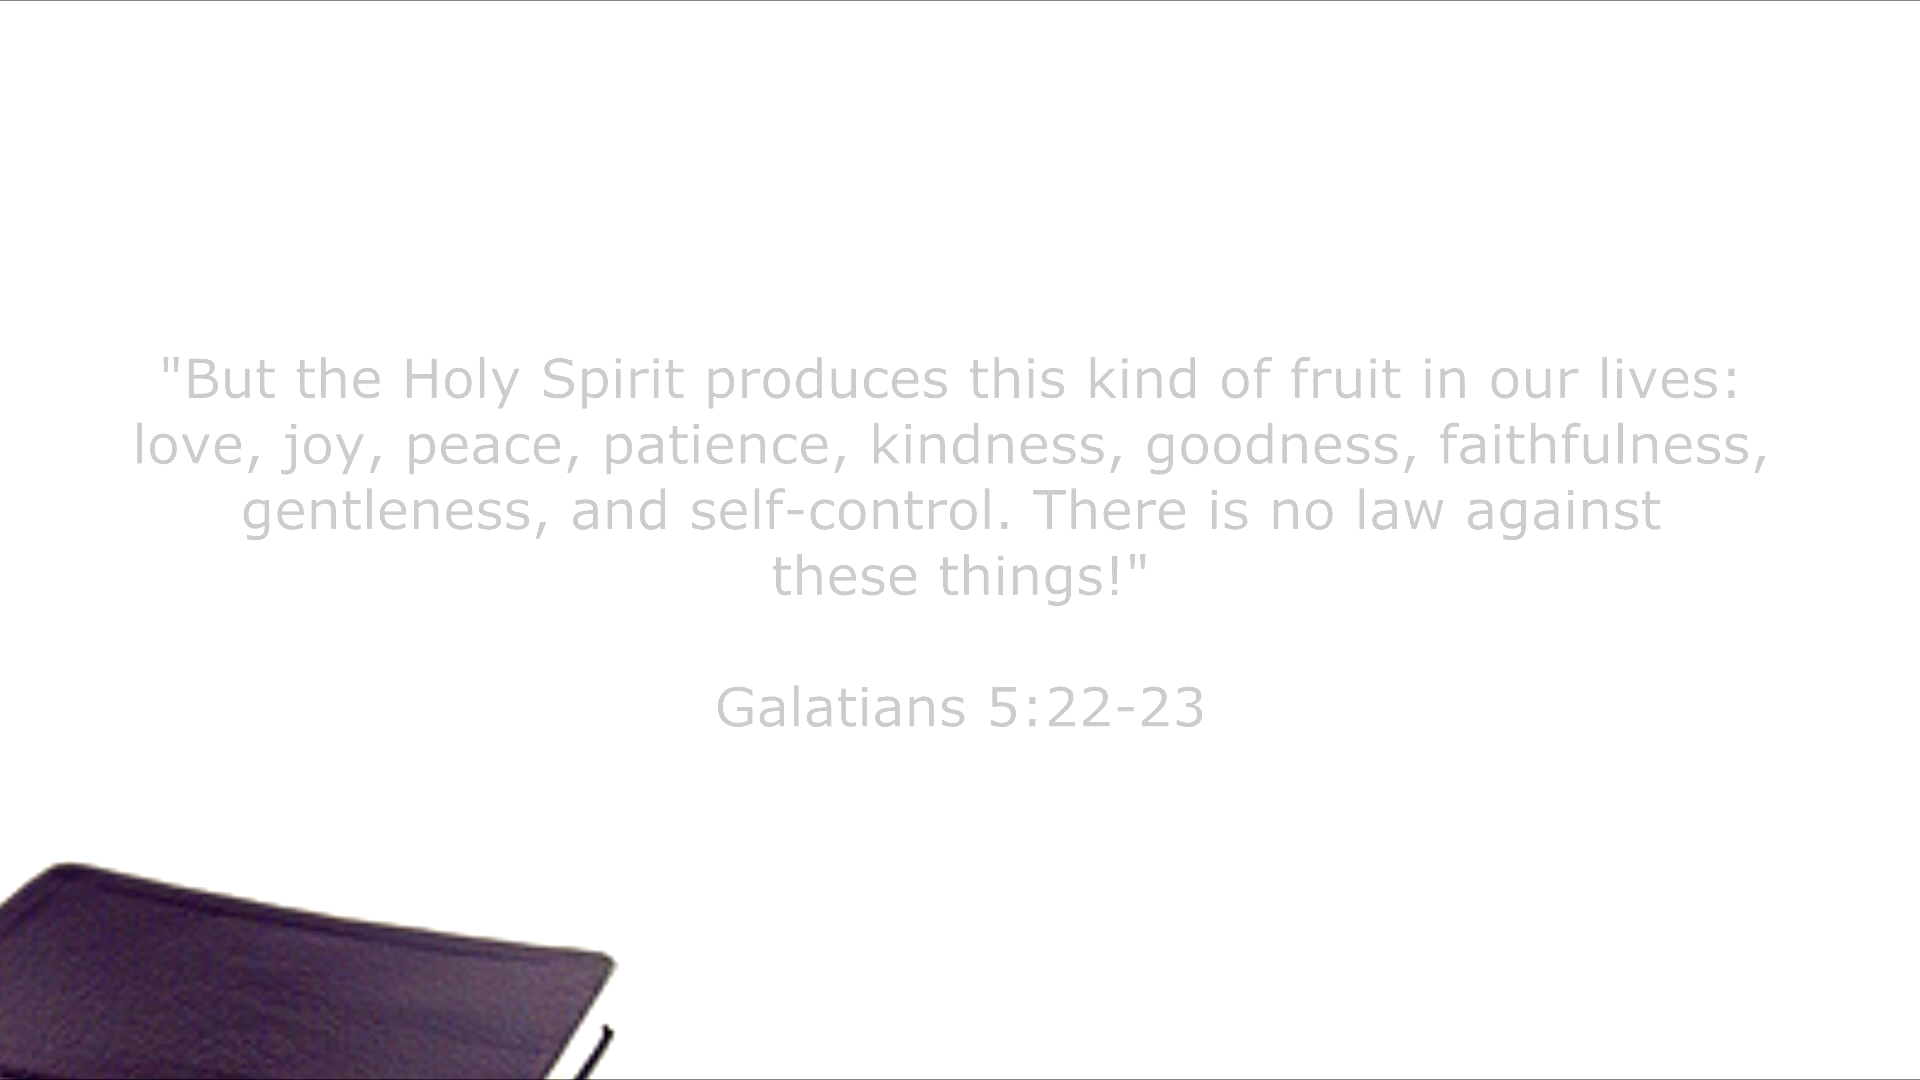 "But the Holy Spirit produces this kind of fruit in our lives:
love, joy, peace, patience, kindness, goodness, faithfulness,
gentleness, and self-control. There is no law against
these things!"
Galatians 5:22-23